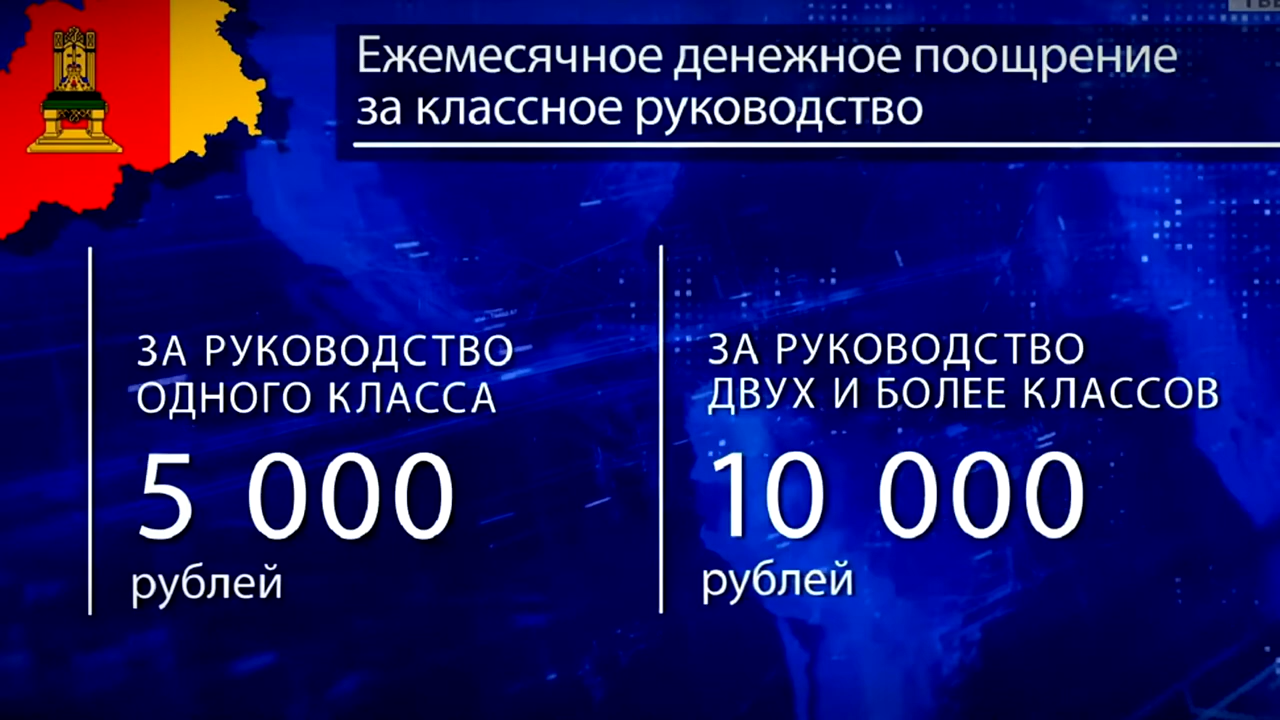 Ежемесячное денежное поощрение
за классное руководство
ЗА РУКОВОДСТВО
ОДНОГО КЛАССА
5 000
рублей
ЗА РУКОВОДСТВО
ДВУХ И БОЛЕЕ КЛАССОВ
10 000
рублей